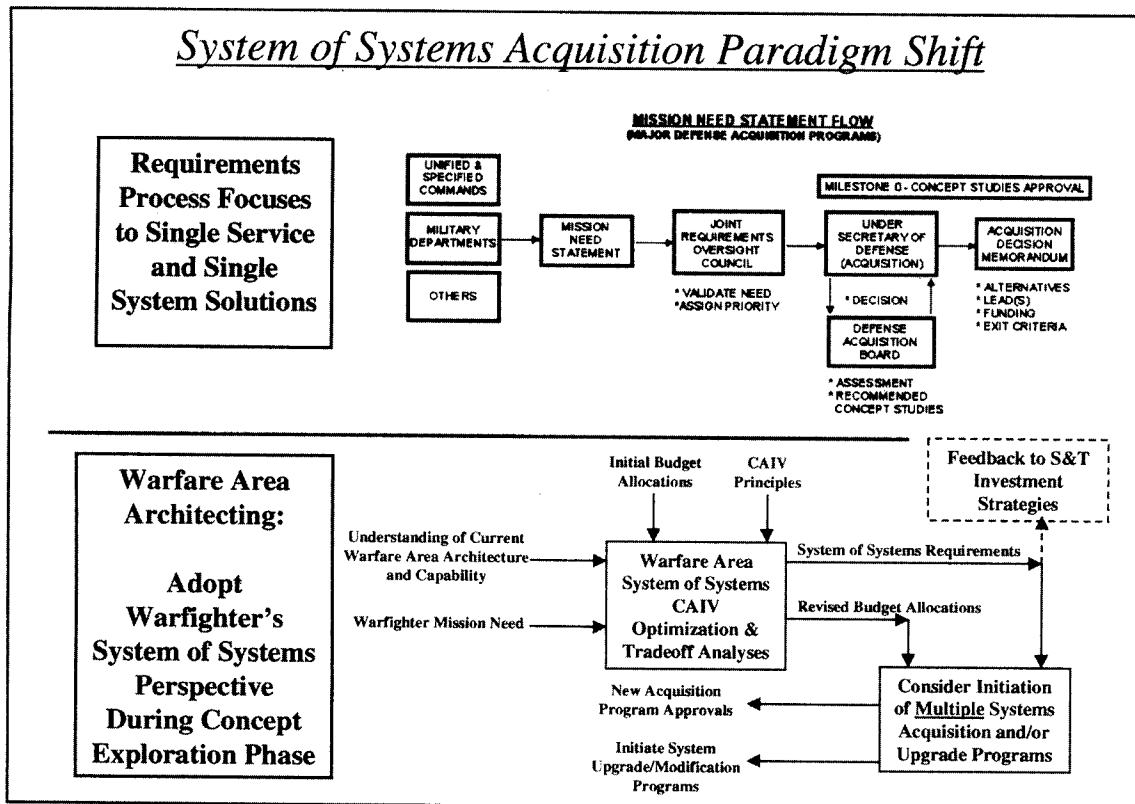 System of Systems Acquisition Paradigm Shift
Requirements
Process Focuses
to Single Service
and Single
System Solutions
MISSION NEED STATEMENT FLOW
(MAJOR DEFENSE ACQUISITION PROGRAMS)
UNIFIED &
SPECIFIED
COMMANDS
MILITARY
DEPARTMENTS
OTHERS
MISSION
NEED
STATEMENT
JOINT
REQUIREMENTS
OVERSIGHT
COUNCIL
* VALIDATE NEED
* ASSIGN PRIORITY
MILESTONE 0 - CONCEPT STUDIES APPROVAL
UNDER
SECRETARY OF
DEFENSE
(ACQUISITION)
* DECISION
DEFENSE
ACQUISITION
BOARD
* ASSESSMENT
* RECOMMENDED
CONCEPT STUDIES
ACQUISITION
DECISION
MEMORANDUM
* ALTERNATIVES
* LEAD(S)
* FUNDING
* EXIT CRITERIA
Warfare Area
Architecting:
Adopt
Warfighter's
System of Systems
Perspective
During Concept
Exploration Phase
Initial Budget
Allocations
CAIV
Principles
Feedback to S&T
Investment
Strategies
Understanding of Current
Warfare Area Architecture
and Capability
Warfighter Mission Need
Warfare Area
System of Systems
CAIV
Optimization &
Tradeoff Analyses
System of Systems Requirements
Revised Budget Allocations
New Acquisition
Program Approvals
Initiate System
Upgrade/Modification
Programs
Consider Initiation
of Multiple Systems
Acquisition and/or
Upgrade Programs